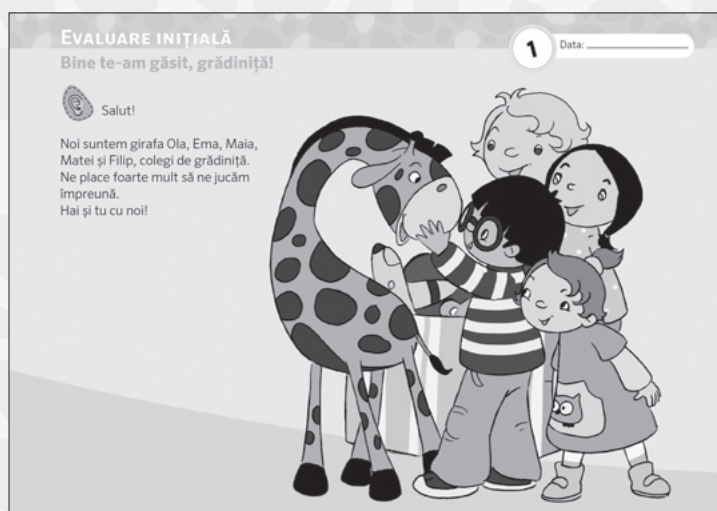 EVALUARE INIȚIALĂ
Bine te-am găsit, grădiniță!
1
Data:
Salut!
Noi suntem girafa Ola, Ema, Maia,
Matei și Filip, colegi de grădiniță.
Ne place foarte mult să ne jucăm
împreună.
Hai și tu cu noi!